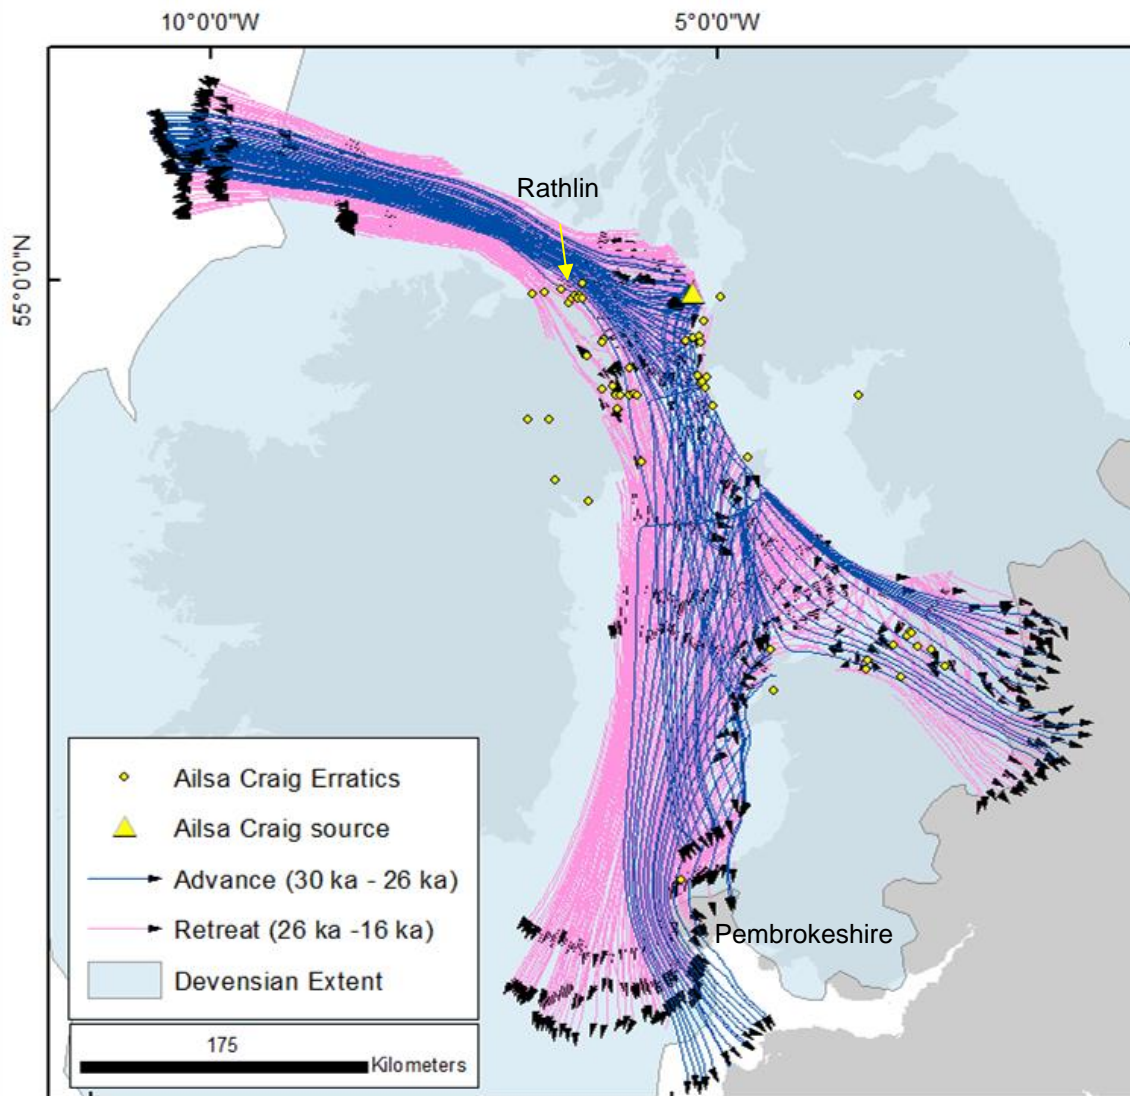 10°0'0"W
5°0'0"W
Rathlin
55°0'0"N
Pembrokeshire
Ailsa Craig Erratics
Ailsa Craig source
Advance (30 ka - 26 ka)
Retreat (26 ka -16 ka)
Devensian Extent
175
Kilometers